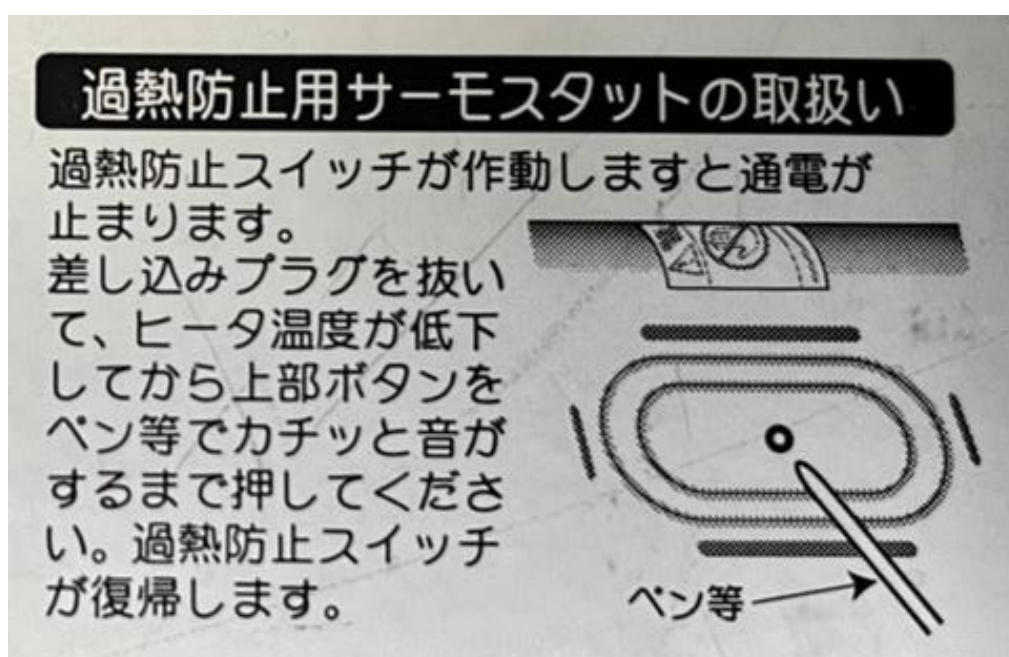 過熱防止用サーモスタットの取扱い
過熱防止スイッチが作動しますと通電が
止まります。
差し込みプラグを抜い
て、ヒータ温度が低下
してから上部ボタンを
ペン等でカチッと音が
するまで押してくださ
い。過熱防止スイッチ
が復帰します。
ペン等